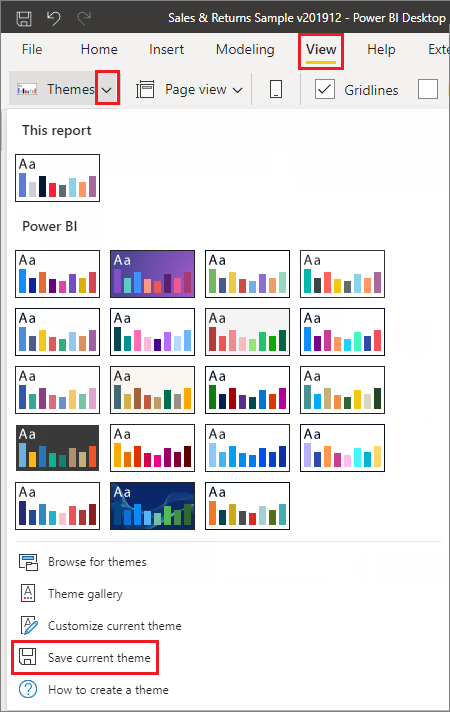 Sales & Returns Sample v201912 - Power BI Desktop
File Home Insert Modeling View Help Exte
Themes Page view Gridlines
This report
Aa
Power BI
Aa Aa Aa Aa
Aa Aa Aa Aa
Aa Aa Aa Aa
Aa Aa Aa Aa
Aa Aa Aa
Browse for themes
Theme gallery
Customize current theme
Save current theme
How to create a theme